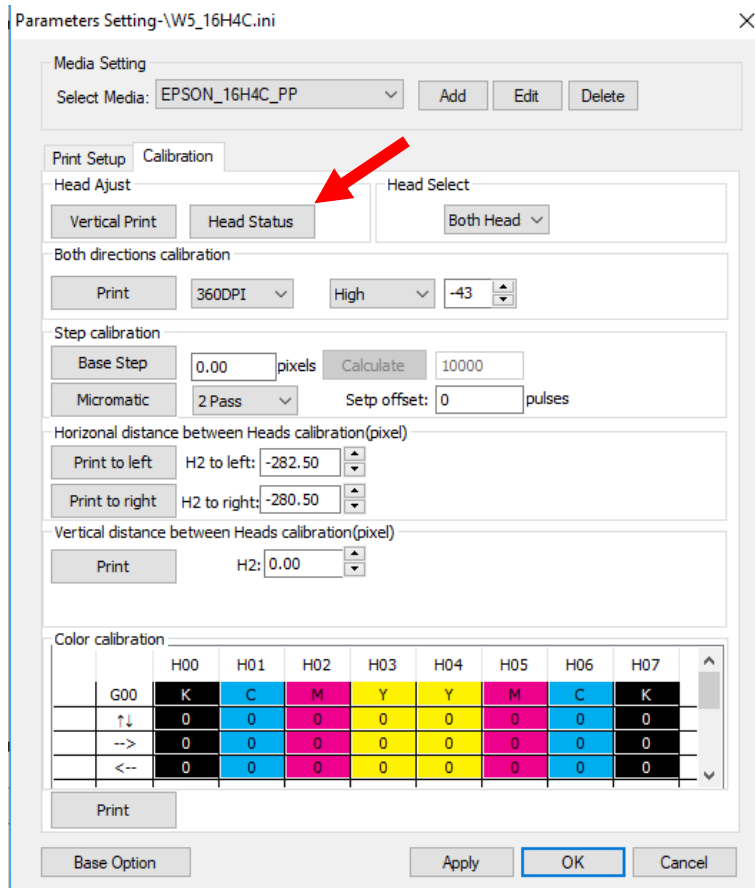 Parameters Setting-\W5_16H4C.ini
Media Setting
Select Media: EPSON_16H4C_PP Add Edit Delete
Print Setup Calibration
Head Ajust Head Select
Vertical Print Head Status Both Head
Both directions calibration
Print 360DPI High -43
Step calibration
Base Step 0.00 pixels Calculate 10000
Micromatic 2 Pass Setp offset: 0 pulses
Horizonal distance between Heads calibration(pixel)
Print to left H2 to left: -282.50
Print to right H2 to right: -280.50
Vertical distance between Heads calibration(pixel)
Print H2: 0.00
Color calibration
H00 H01 H02 H03 H04 H05 H06 H07
G00 K C M Y Y M C K
↑↓ 0 0 0 0 0 0 0 0
--> 0 0 0 0 0 0 0 0
<-- 0 0 0 0 0 0 0 0
Print
Base Option Apply OK Cancel